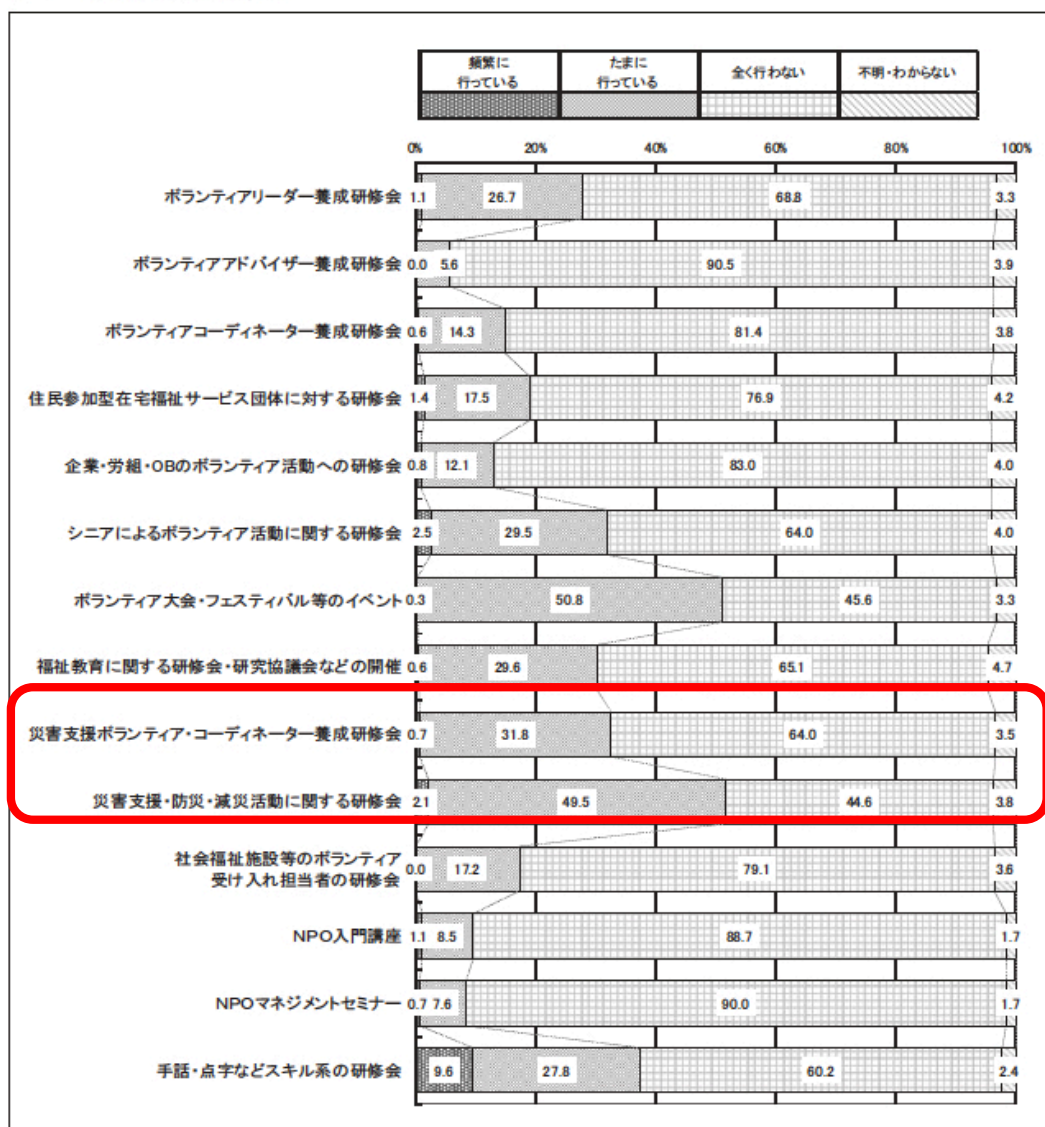 頻繁に
行っている
たまに
行っている
全く行わない
不明・わからない
0% 20% 40% 60% 80% 100%
ボランティアリーダー養成研修会 1.1 26.7 68.8 3.3
ボランティアアドバイザー養成研修会 0.0 5.6 90.5 3.9
ボランティアコーディネーター養成研修会 0.6 14.3 81.4 3.8
住民参加型在宅福祉サービス団体に対する研修会 1.4 17.5 76.9 4.2
企業・労組・OBのボランティア活動への研修会 0.8 12.1 83.0 4.0
シニアによるボランティア活動に関する研修会 2.5 29.5 64.0 4.0
ボランティア大会・フェスティバル等のイベント 0.3 50.8 45.6 3.3
福祉教育に関する研修会・研究協議会などの開催 0.6 29.6 65.1 4.7
災害支援ボランティア・コーディネーター養成研修会 0.7 31.8 64.0 3.5
災害支援・防災・減災活動に関する研修会 2.1 49.5 44.6 3.8
社会福祉施設等のボランティア
受け入れ担当者の研修会 0.0 17.2 79.1 3.6
NPO入門講座 1.1 8.5 88.7 1.7
NPOマネジメントセミナー 0.7 7.6 90.0 1.7
手話・点字などスキル系の研修会 9.6 27.8 60.2 2.4